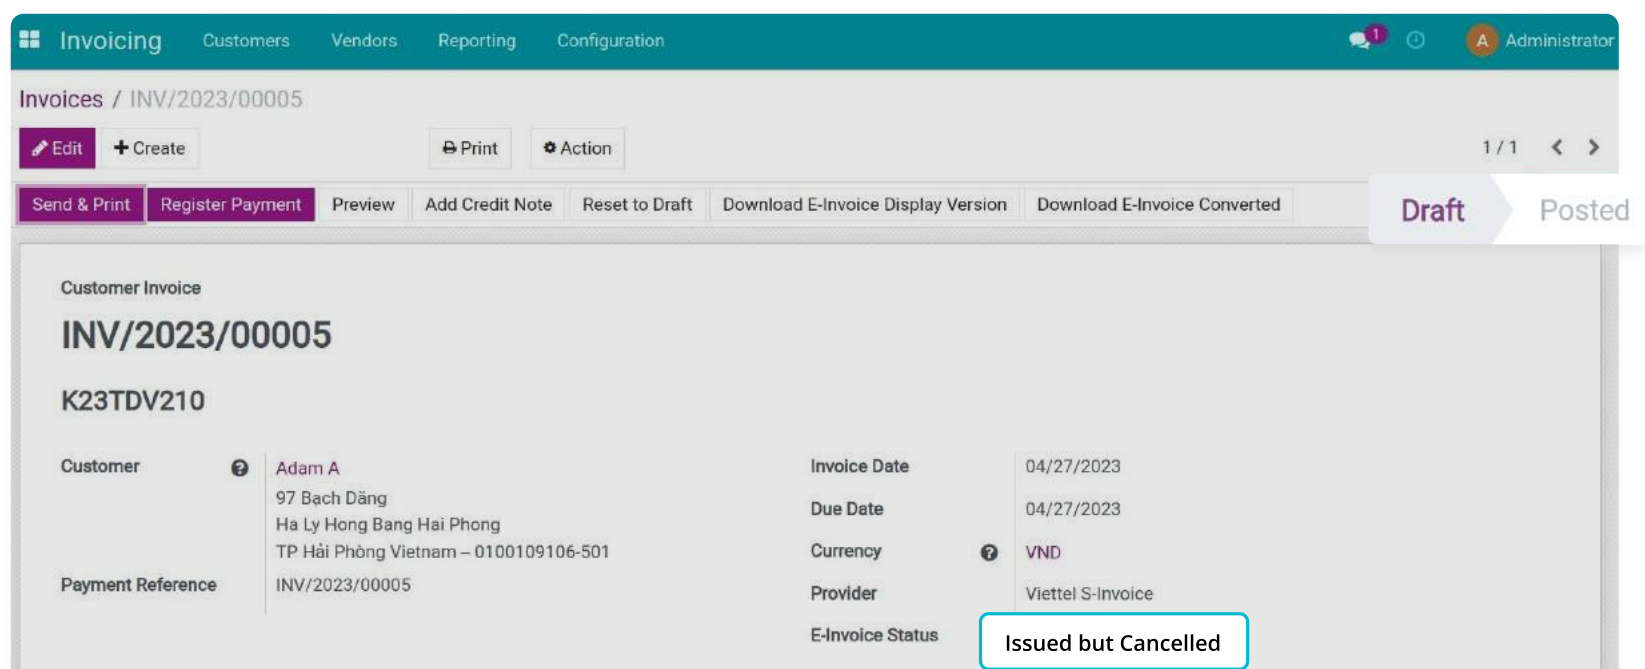 Invoicing Customers Vendors Reporting Configuration 1 A Administrator
Invoices / INV/2023/00005
Edit Create Print Action 1 / 1
Send & Print Register Payment Preview Add Credit Note Reset to Draft Download E-Invoice Display Version Download E-Invoice Converted Draft Posted
Customer Invoice
INV/2023/00005
K23TDV210
Customer Adam A Invoice Date 04/27/2023
97 Bạch Dăng
Ha Ly Hong Bang Hai Phong Due Date 04/27/2023
TP Hải Phòng Vietnam – 0100109106-501 Currency VND
Payment Reference INV/2023/00005 Provider Viettel S-Invoice
E-Invoice Status Issued but Cancelled